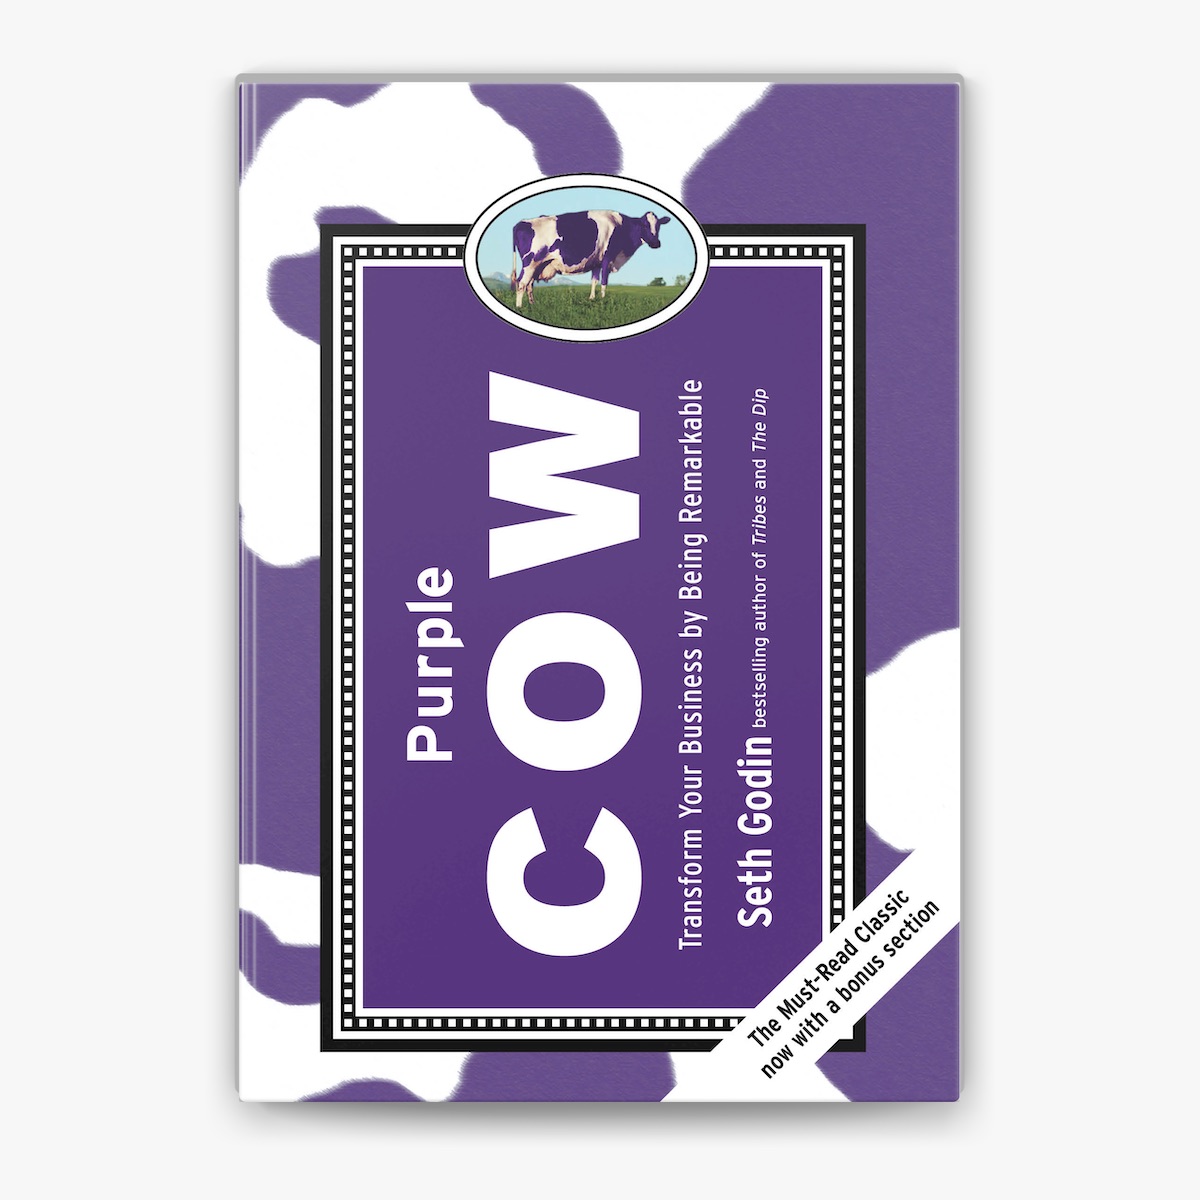 Purple
COW
Transform Your Business by Being Remarkable
Seth Godin bestselling author of Tribes and The Dip
The Must-Read Classic
now with a bonus section